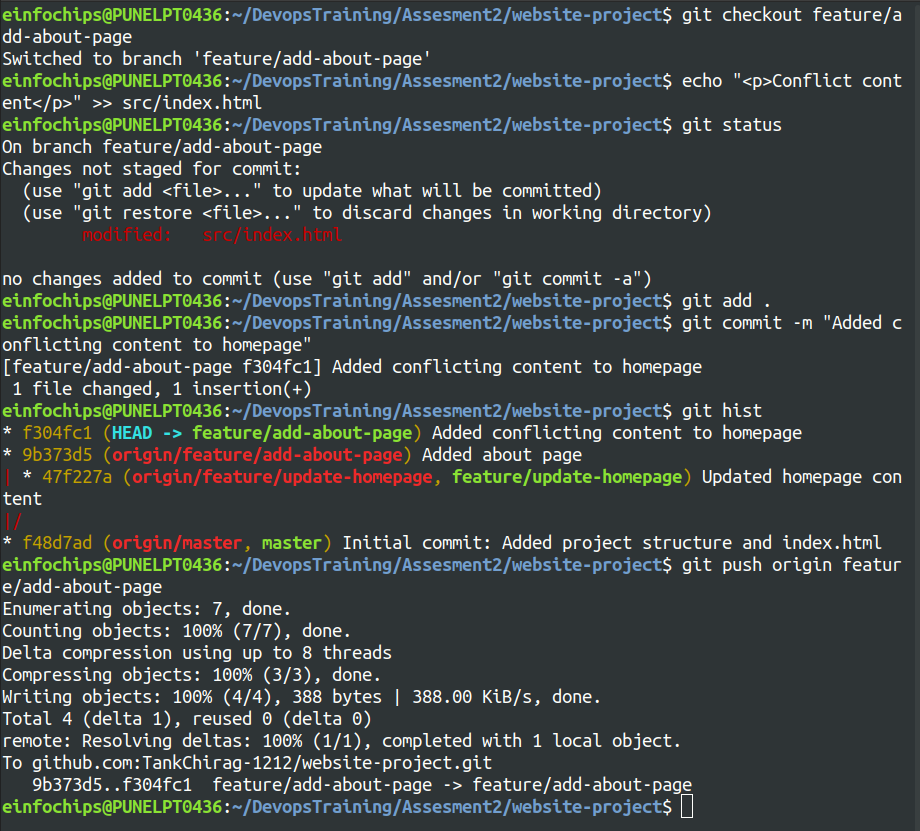 einfochips@PUNELPT0436:~/DevopsTraining/Assesment2/website-project$ git checkout feature/a
dd-about-page
Switched to branch 'feature/add-about-page'
einfochips@PUNELPT0436:~/DevopsTraining/Assesment2/website-project$ echo "<p>Conflict cont
ent</p>" >> src/index.html
einfochips@PUNELPT0436:~/DevopsTraining/Assesment2/website-project$ git status
On branch feature/add-about-page
Changes not staged for commit:
  (use "git add <file>..." to update what will be committed)
  (use "git restore <file>..." to discard changes in working directory)
        modified:   src/index.html

no changes added to commit (use "git add" and/or "git commit -a")
einfochips@PUNELPT0436:~/DevopsTraining/Assesment2/website-project$ git add .
einfochips@PUNELPT0436:~/DevopsTraining/Assesment2/website-project$ git commit -m "Added c
onflicting content to homepage"
[feature/add-about-page f304fc1] Added conflicting content to homepage
 1 file changed, 1 insertion(+)
einfochips@PUNELPT0436:~/DevopsTraining/Assesment2/website-project$ git hist
* f304fc1 (HEAD -> feature/add-about-page) Added conflicting content to homepage
* 9b373d5 (origin/feature/add-about-page) Added about page
| * 47f227a (origin/feature/update-homepage, feature/update-homepage) Updated homepage con
tent
|/
* f48d7ad (origin/master, master) Initial commit: Added project structure and index.html
einfochips@PUNELPT0436:~/DevopsTraining/Assesment2/website-project$ git push origin featur
e/add-about-page
Enumerating objects: 7, done.
Counting objects: 100% (7/7), done.
Delta compression using up to 8 threads
Compressing objects: 100% (3/3), done.
Writing objects: 100% (4/4), 388 bytes | 388.00 KiB/s, done.
Total 4 (delta 1), reused 0 (delta 0)
remote: Resolving deltas: 100% (1/1), completed with 1 local object.
To github.com:TankChirag-1212/website-project.git
   9b373d5..f304fc1  feature/add-about-page -> feature/add-about-page
einfochips@PUNELPT0436:~/DevopsTraining/Assesment2/website-project$